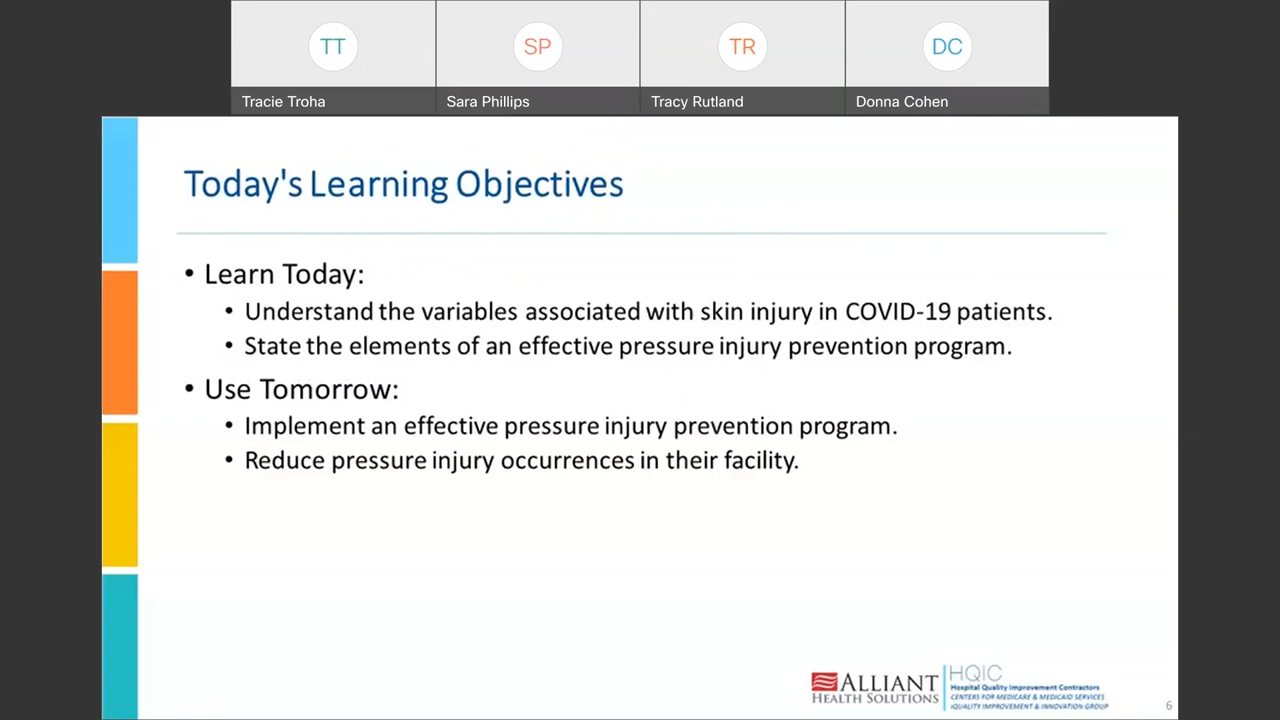 TT
SP
TR
DC
Tracie Troha
Sara Phillips
Tracy Rutland
Donna Cohen
Today's Learning Objectives
• Learn Today:
• Understand the variables associated with skin injury in COVID-19 patients.
• State the elements of an effective pressure injury prevention program.
• Use Tomorrow:
• Implement an effective pressure injury prevention program.
• Reduce pressure injury occurrences in their facility.
ALLIANT
HEALTH SOLUTIONS
HQIC
Hospital Quality Improvement Contractors
CENTERS FOR MEDICARE & MEDICAID SERVICES
iQUALITY IMPROVEMENT & INNOVATION GROUP
6